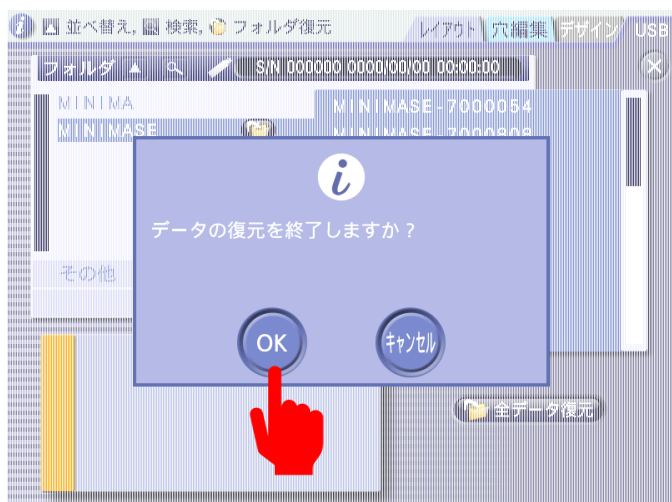 i 並べ替え, 検索, フォルダ復元
レイアウト 穴編集 デザイン USB
フォルダ S/N 000000 0000/00/00 00:00:00
MINIMA
MINIMASE
MINIMASE-7000054
MINIMASE-7000808
i
データの復元を終了しますか？
その他
OK
キャンセル
全データ復元